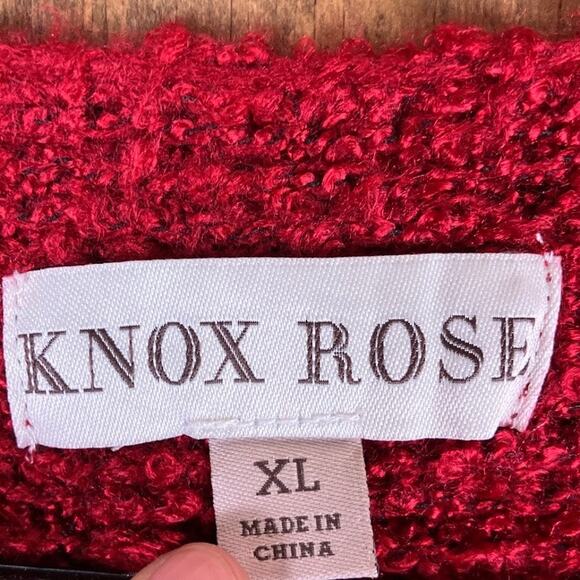 KNOX ROSE
XL
MADE IN
CHINA